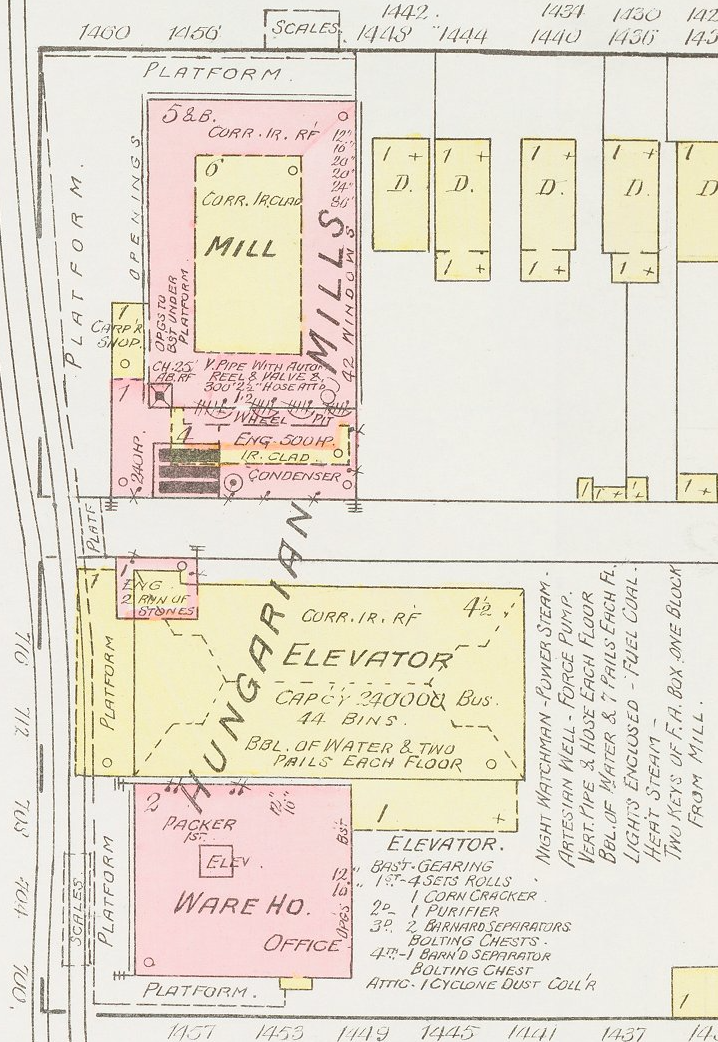 1442. 1434 1430
1460 1456 SCALES. 1448 1444 1440 1436
PLATFORM.
5 & B.
CORR. IR. RF
12"
16"
20"
20"
24"
6
CORR. IR. CLAD
MILL
OPENINGS
PLATFORM.
OPGS TO
BST UNDER
PLATFORM
HUNGARIAN MILLS
42 WINDOWS
1 +
D.
1 +
D.
1 +
D.
1 +
D.
1
D.
1 +
1 +
1 +
1
CARP'R
SHOP.
CH. 25'
AB. RF
V. PIPE WITH AUTO
REEL & VALVE &
300' 2½" HOSE ATT'D
WHEEL PIT
1
240 HP.
4
ENG. 500 HP.
IR. CLAD
CONDENSER
PLATF
1 1 + +
1 +
1
ENG
2 RUN OF
STONES
1
PLATFORM
CORR. IR. RF
4½
ELEVATOR
CAPCY 240000 BUS.
44 BINS.
BBL. OF WATER & TWO
PAILS EACH FLOOR
NIGHT WATCHMAN - POWER STEAM.
ARTESIAN WELL - FORCE PUMP.
VERT. PIPE & HOSE EACH FLOOR
BBL. OF WATER & 7 PAILS EACH FL.
LIGHTS ENCLOSED - FUEL COAL.
HEAT STEAM -
TWO KEYS OF F.A. BOX ONE BLOCK
FROM MILL.
710
712
708
704
700.
SCALES
PLATFORM
2
PACKER
1ST
ELEV
12"
16"
BST
12"
OPGS
WARE HO.
OFFICE
1 +
PLATFORM.
ELEVATOR.
BAST - GEARING
1ST - 4 SETS ROLLS
1 CORN CRACKER
2D - 1 PURIFIER
3D 2 BARNARD SEPARATORS
BOLTING CHESTS.
4TH - 1 BARN'D SEPARATOR
BOLTING CHEST
ATTIC - 1 CYCLONE DUST COLL'R
1
1457 1453 1449 1445 1441 1437